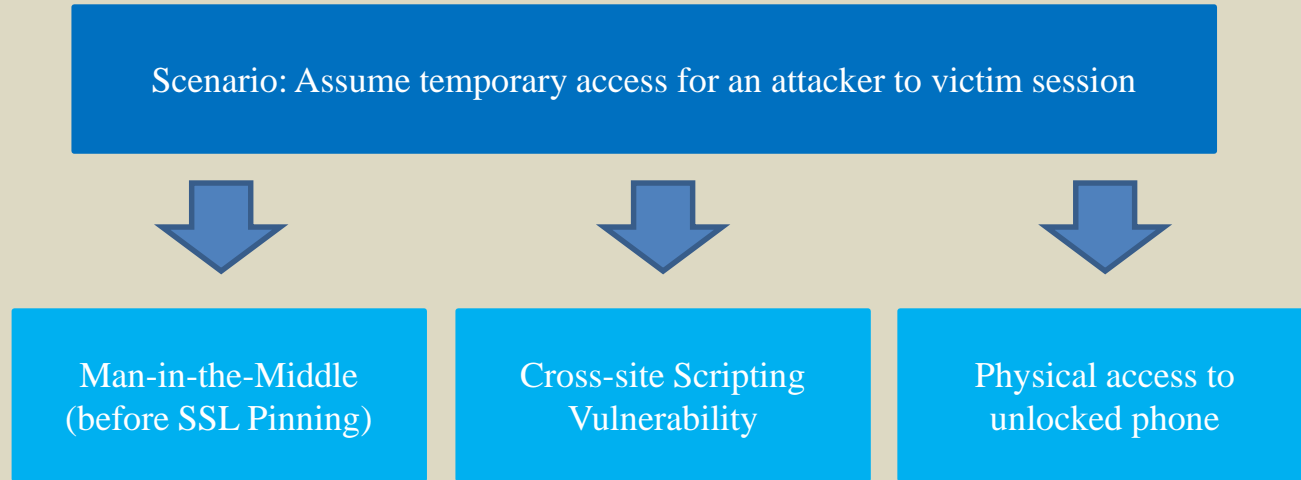 Scenario: Assume temporary access for an attacker to victim session
Man-in-the-Middle
(before SSL Pinning)
Cross-site Scripting
Vulnerability
Physical access to
unlocked phone